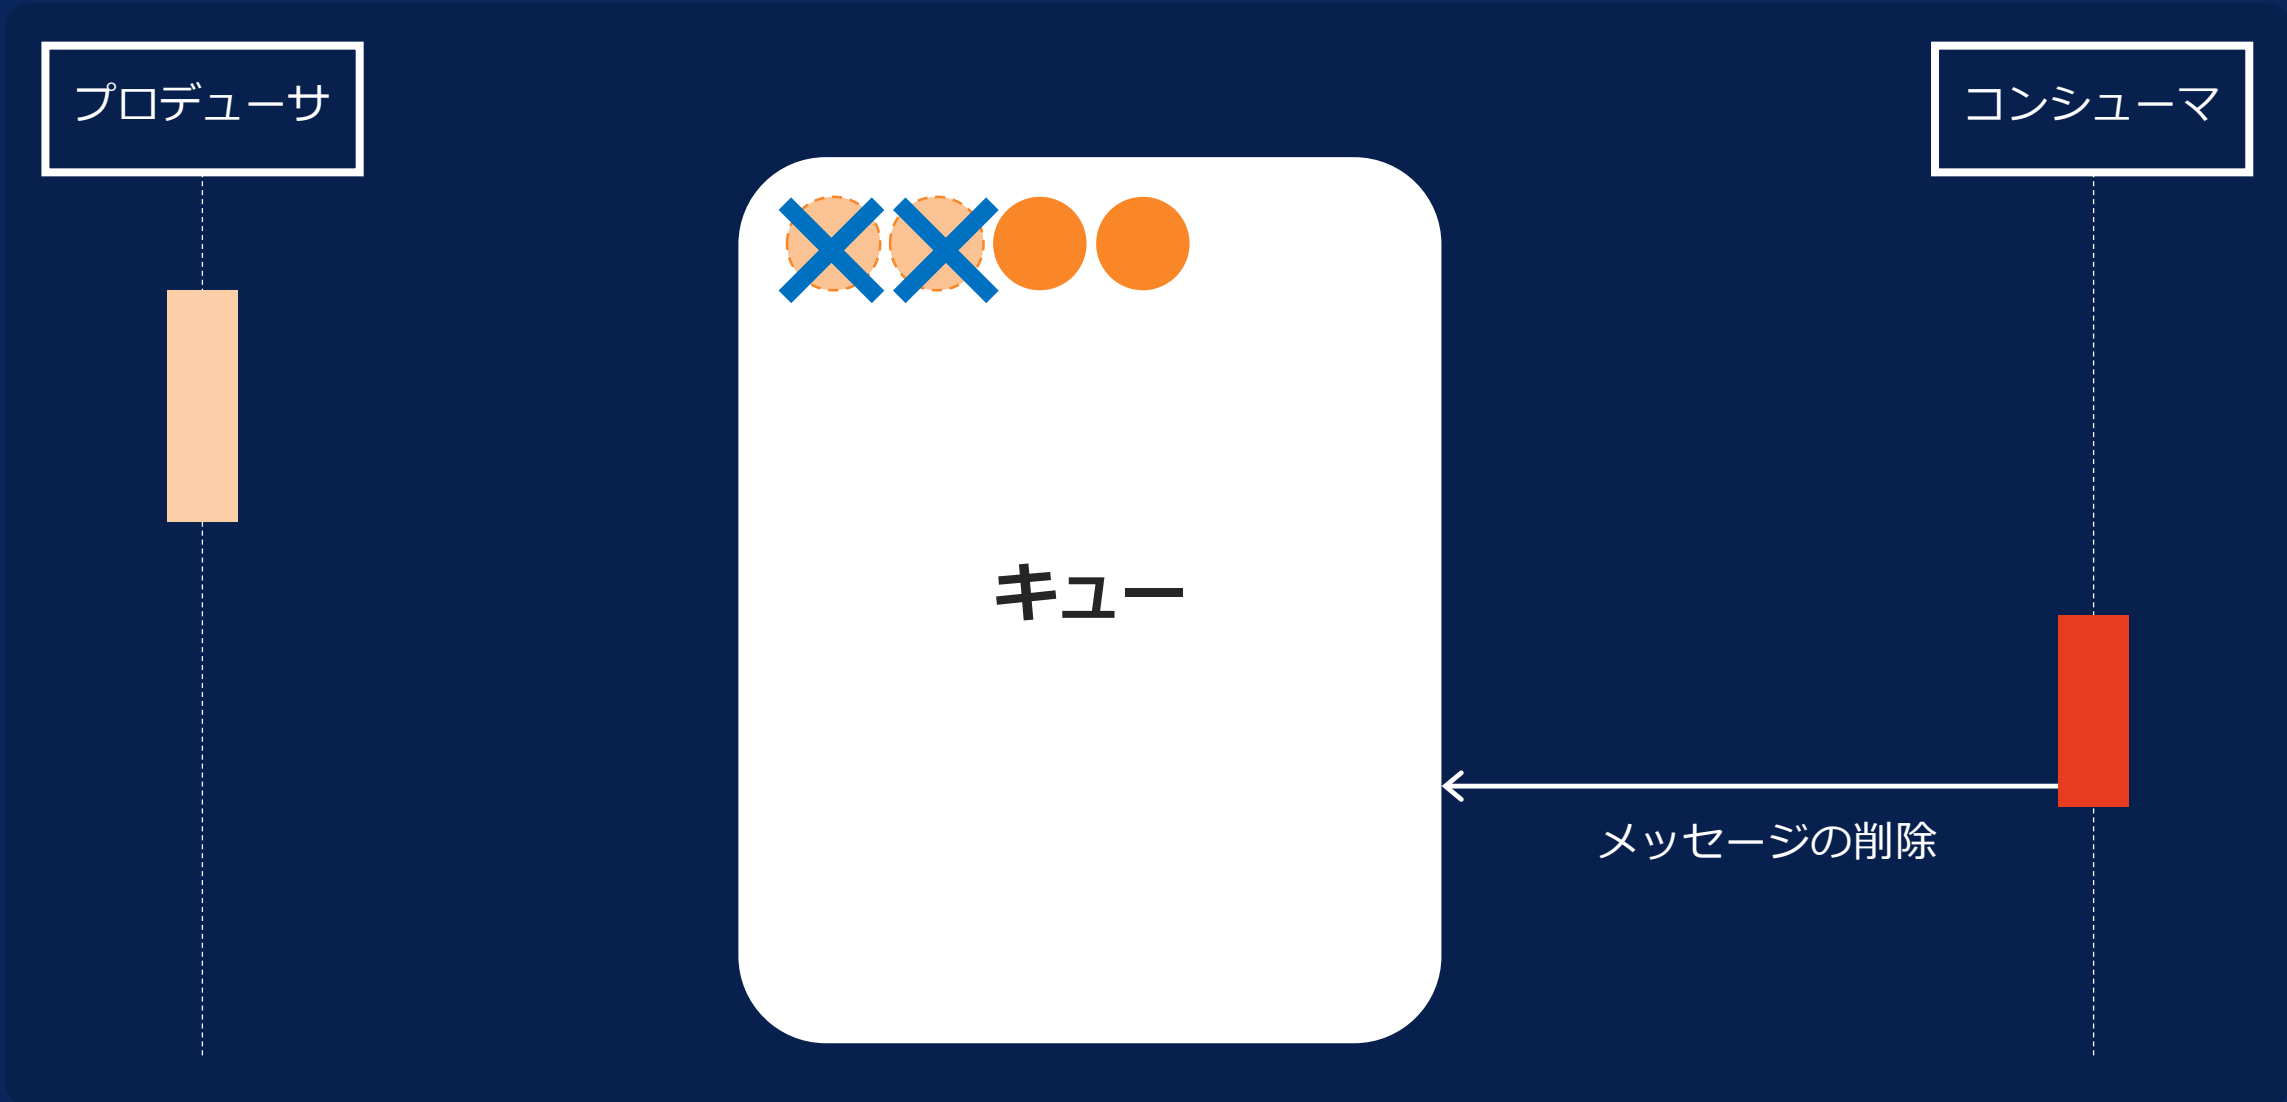 プロデューサ
コンシューマ
キュー
メッセージの削除